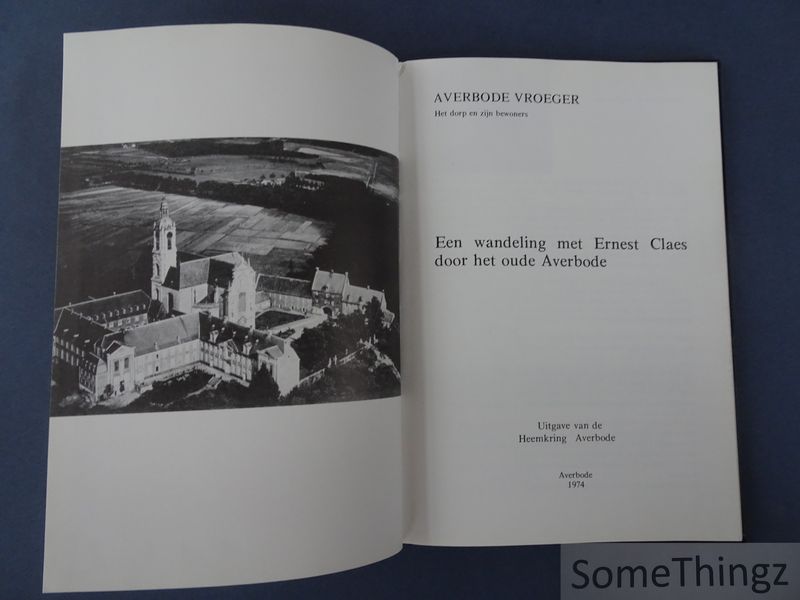 AVERBODE VROEGER
Het dorp en zijn bewoners
Een wandeling met Ernest Claes
door het oude Averbode
Uitgave van de
Heemkring Averbode
Averbode
1974
SomeThingz